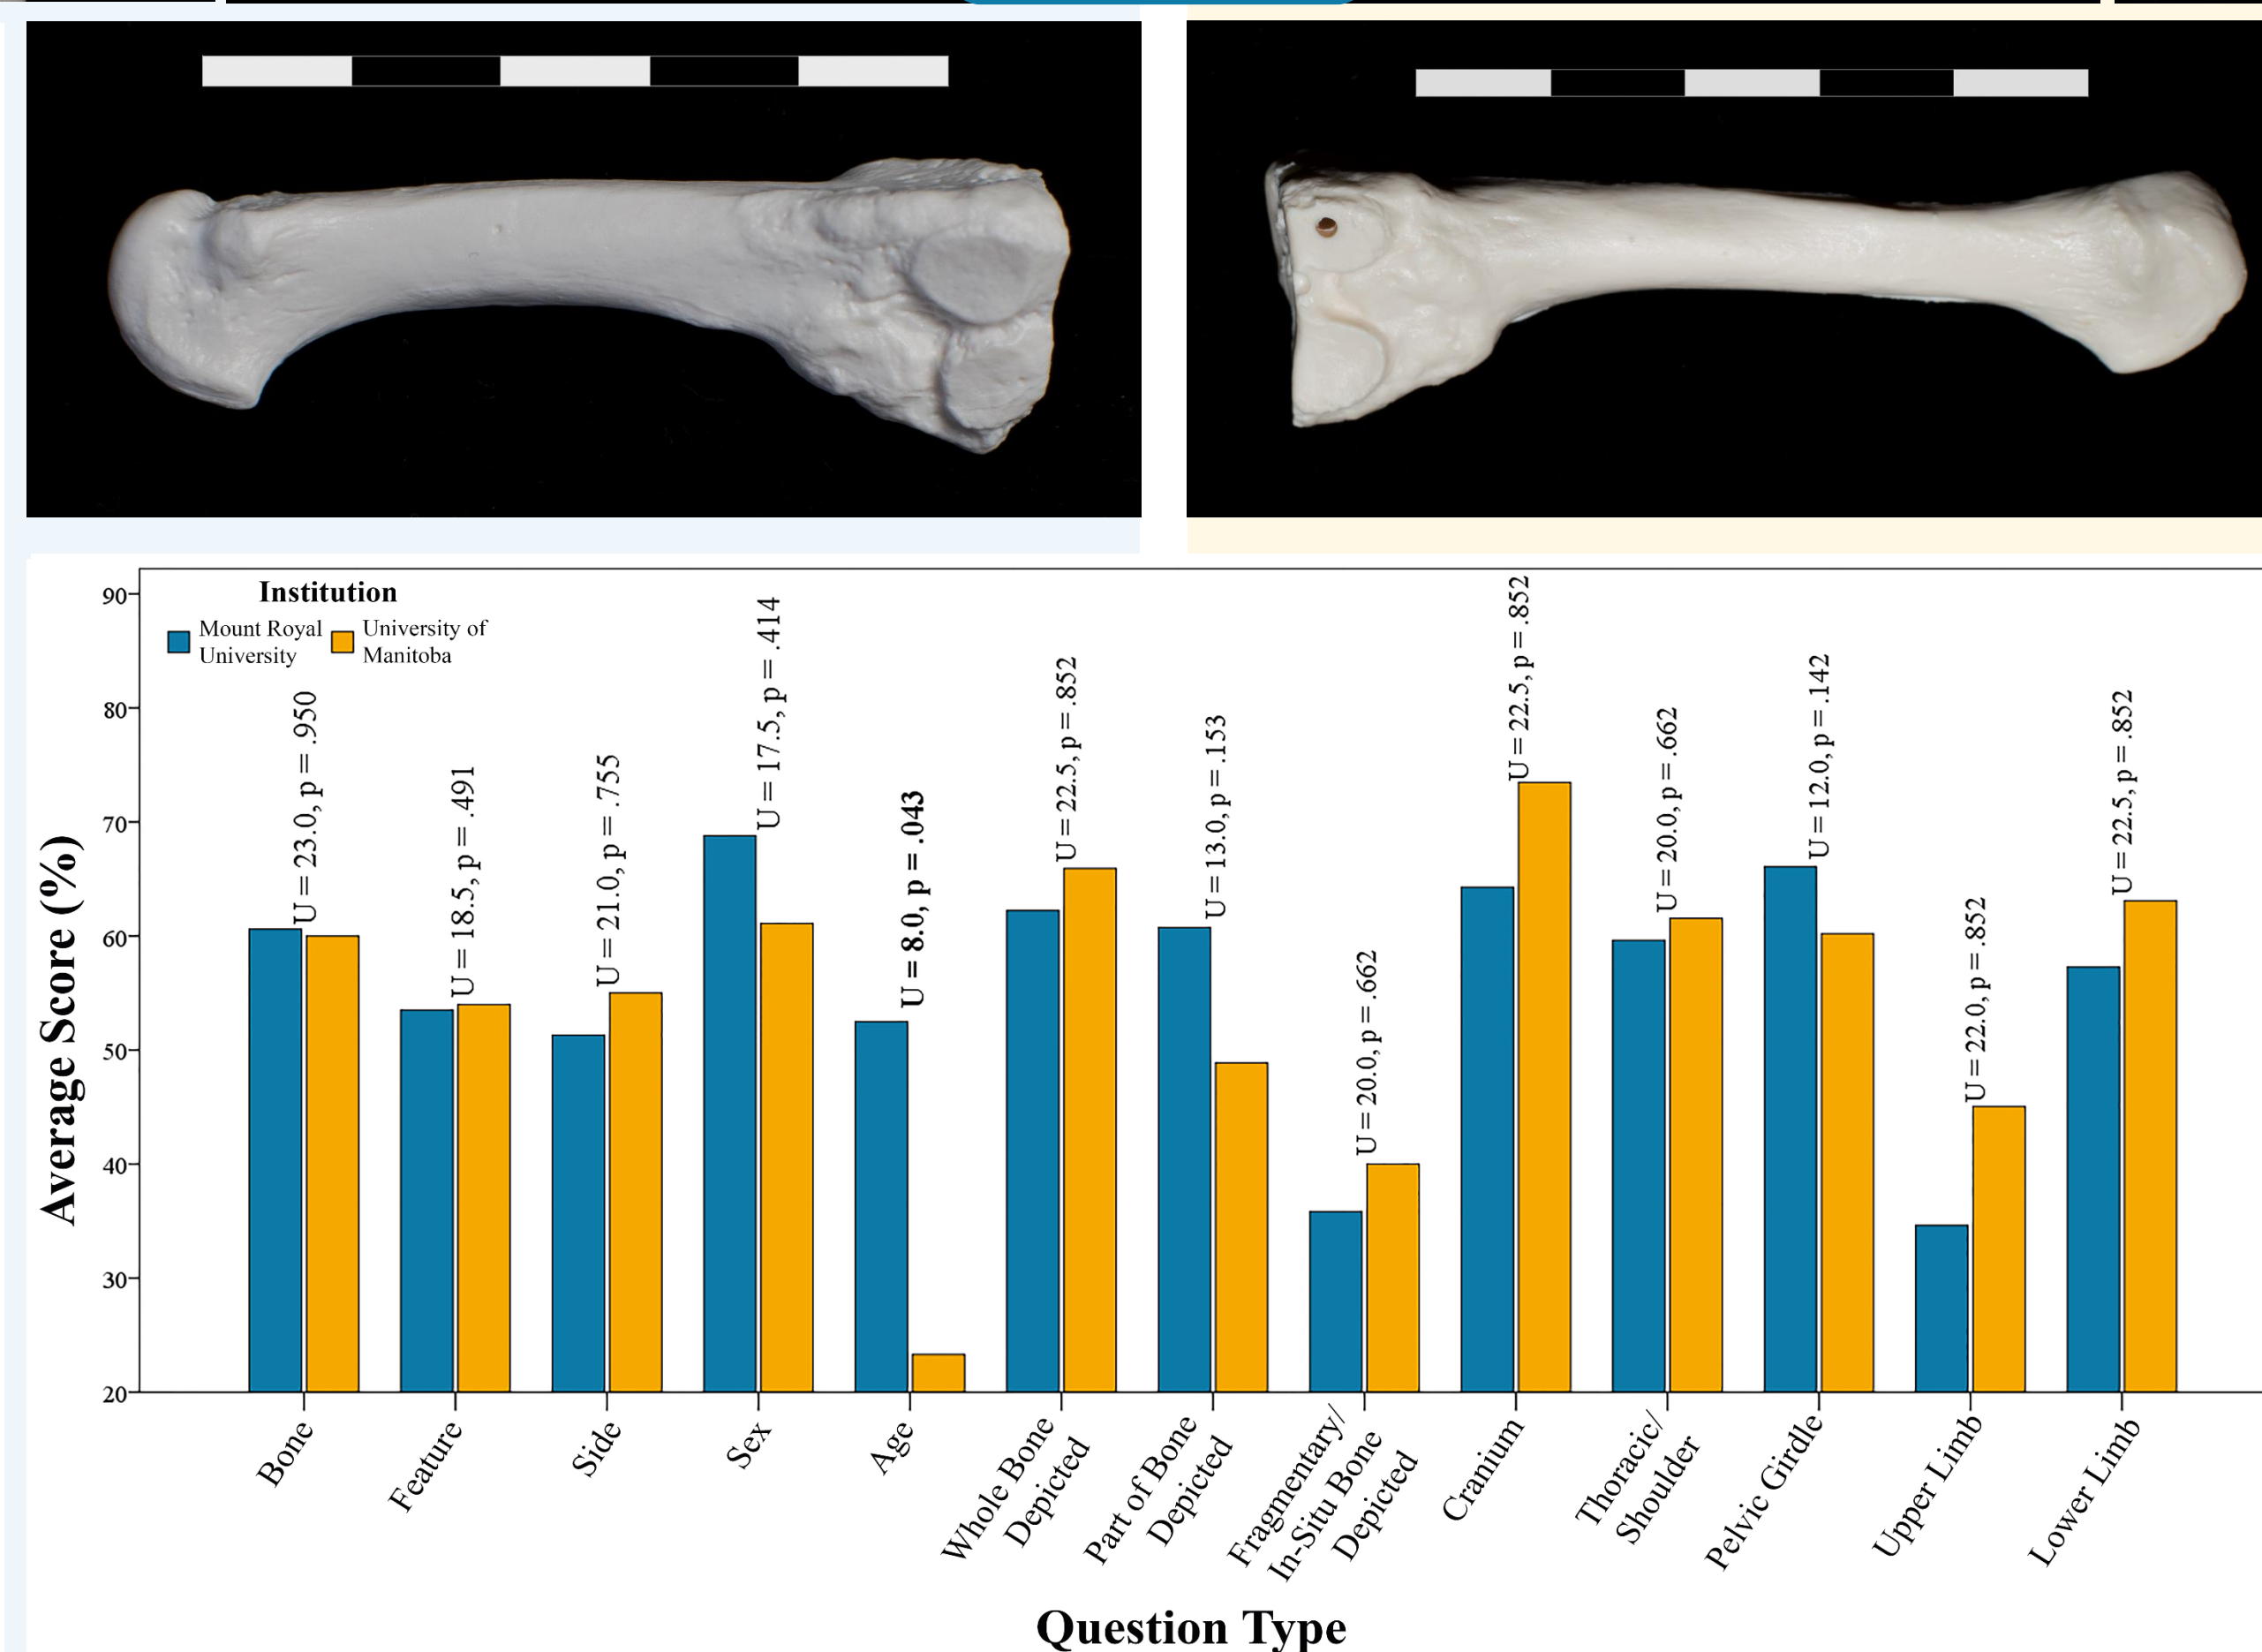 Institution
Mount Royal
University
University of
Manitoba
90
80
70
60
50
40
30
20
Average Score (%)
U = 23.0, p = .950
U = 18.5, p = .491
U = 21.0, p = .755
U = 17.5, p = .414
U = 8.0, p = .043
U = 22.5, p = .852
U = 13.0, p = .153
U = 20.0, p = .662
U = 22.5, p = .852
U = 20.0, p = .662
U = 12.0, p = .142
U = 22.0, p = .852
U = 22.5, p = .852
Bone
Feature
Side
Sex
Age
Whole Bone
Depicted
Part of Bone
Depicted
Fragmentary/
In-Situ Bone
Depicted
Cranium
Thoracic/
Shoulder
Pelvic Girdle
Upper Limb
Lower Limb
Question Type